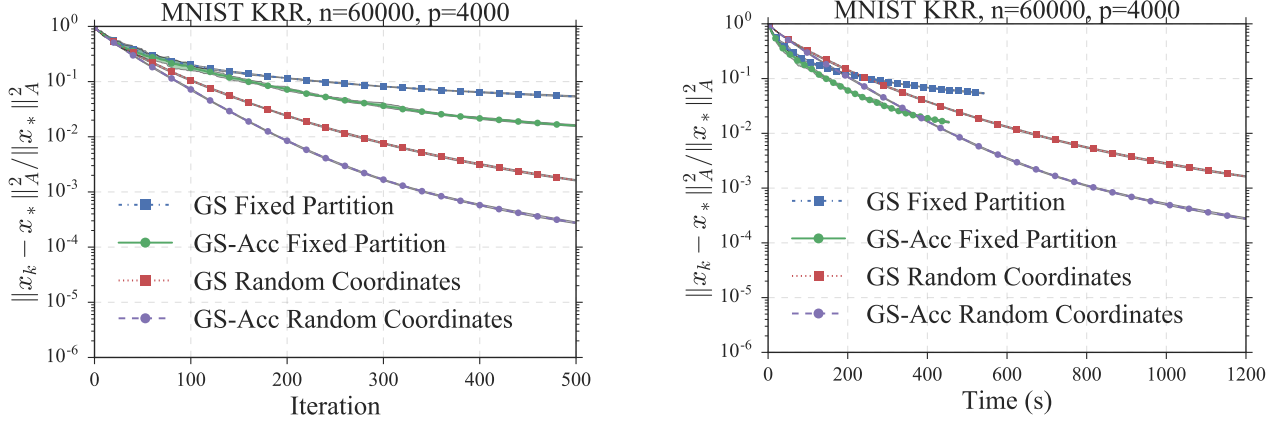 MNIST KRR, n=60000, p=4000
‖x_k − x_*‖²_A/‖x_*‖²_A
10^0
10^-1
10^-2
10^-3
10^-4
10^-5
10^-6
GS Fixed Partition
GS-Acc Fixed Partition
GS Random Coordinates
GS-Acc Random Coordinates
0 100 200 300 400 500
Iteration
MNIST KRR, n=60000, p=4000
‖x_k − x_*‖²_A/‖x_*‖²_A
10^0
10^-1
10^-2
10^-3
10^-4
10^-5
10^-6
GS Fixed Partition
GS-Acc Fixed Partition
GS Random Coordinates
GS-Acc Random Coordinates
0 200 400 600 800 1000 1200
Time (s)